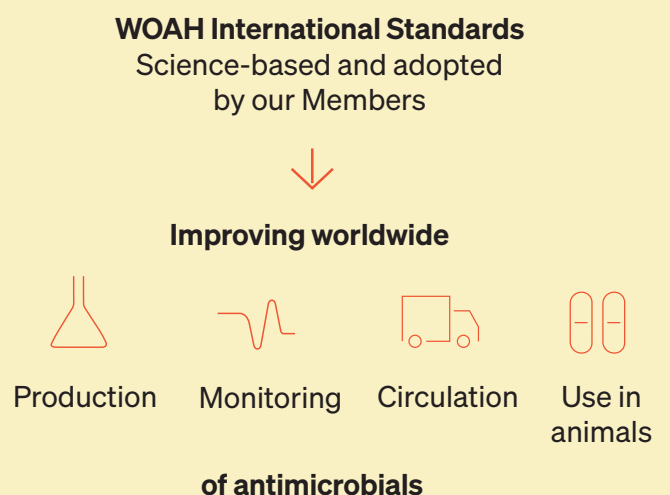 WOAH International Standards
Science-based and adopted
by our Members
Improving worldwide
Production
Monitoring
Circulation
Use in
animals
of antimicrobials